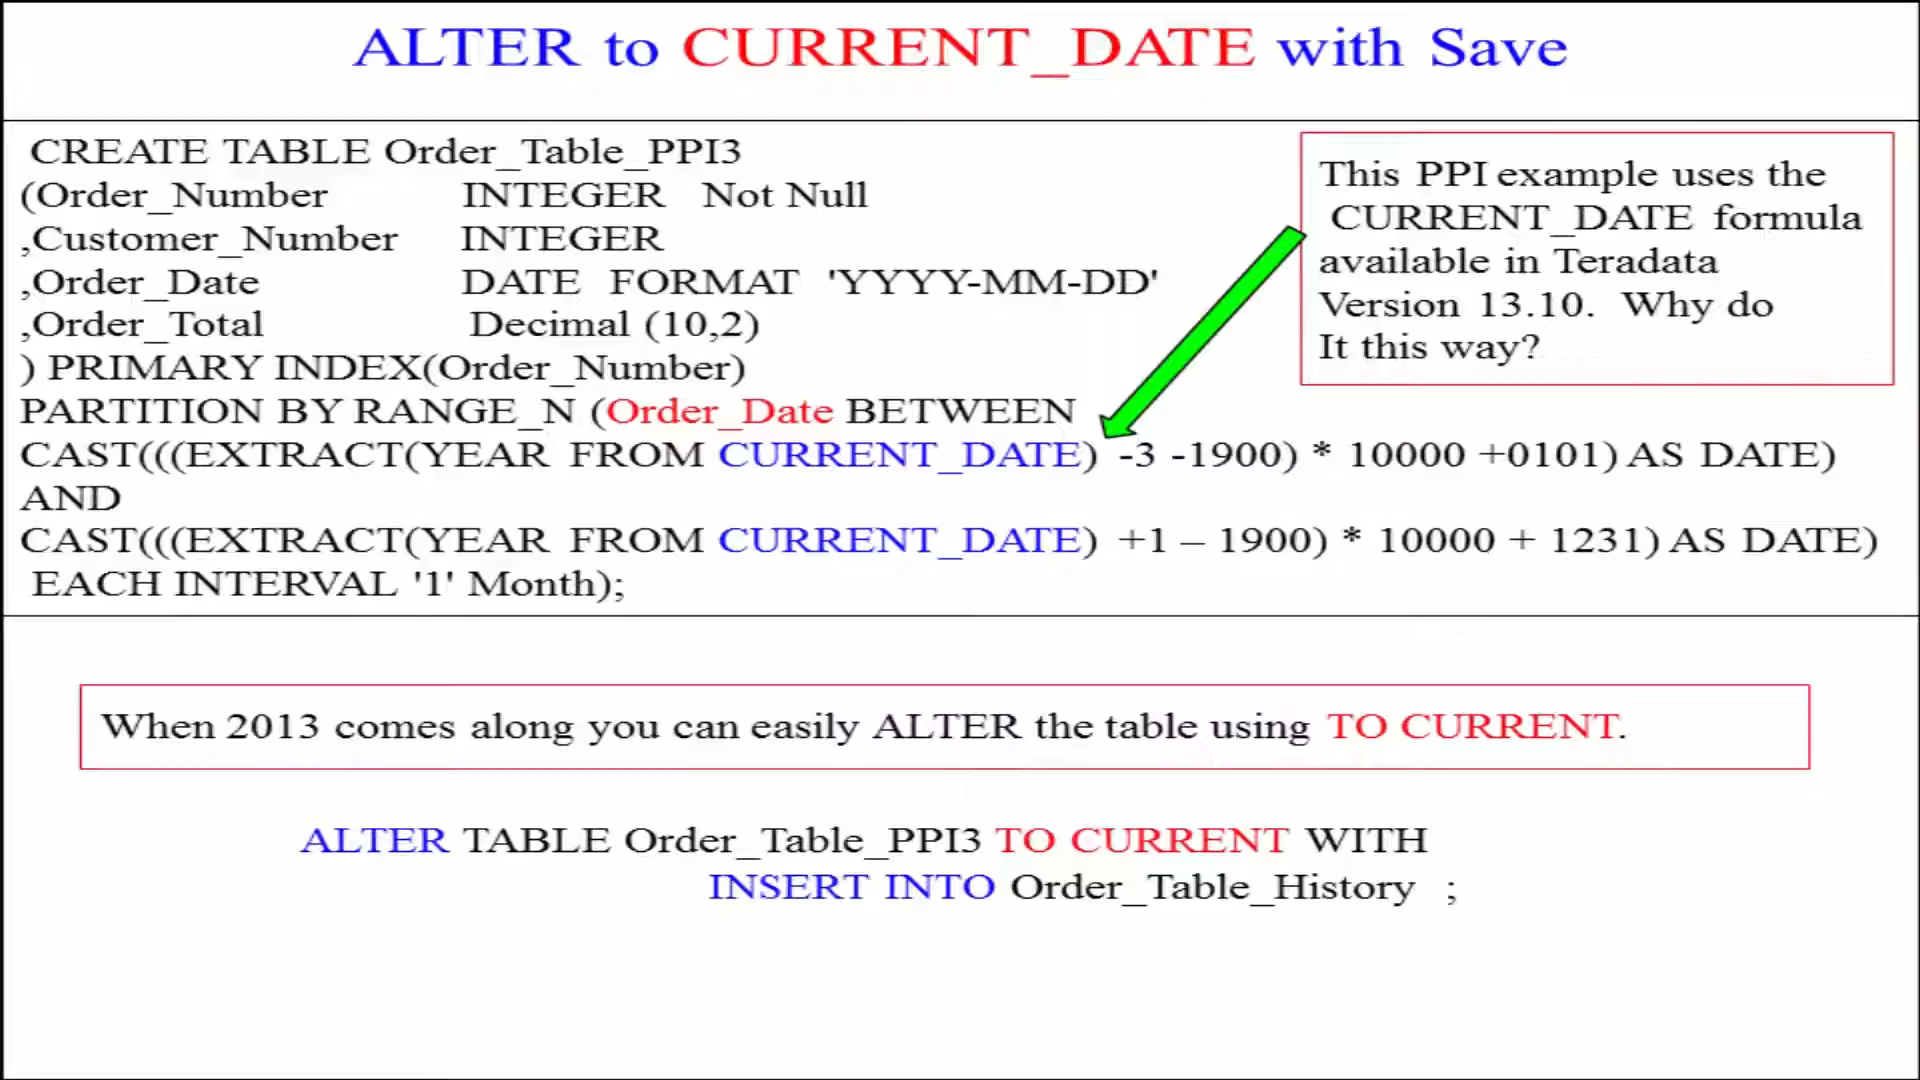 ALTER to CURRENT_DATE with Save
CREATE TABLE Order_Table_PPI3
(Order_Number INTEGER Not Null
,Customer_Number INTEGER
,Order_Date DATE FORMAT 'YYYY-MM-DD'
,Order_Total Decimal (10,2)
) PRIMARY INDEX(Order_Number)
PARTITION BY RANGE_N (Order_Date BETWEEN
CAST(((EXTRACT(YEAR FROM CURRENT_DATE) -3 -1900) * 10000 +0101) AS DATE)
AND
CAST(((EXTRACT(YEAR FROM CURRENT_DATE) +1 – 1900) * 10000 + 1231) AS DATE)
EACH INTERVAL '1' Month);
This PPI example uses the
CURRENT_DATE formula
available in Teradata
Version 13.10. Why do
It this way?
When 2013 comes along you can easily ALTER the table using TO CURRENT.
ALTER TABLE Order_Table_PPI3 TO CURRENT WITH
INSERT INTO Order_Table_History ;